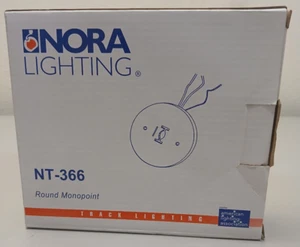 NORA
LIGHTING®
NT-366
Round Monopoint
TRACK LIGHTING